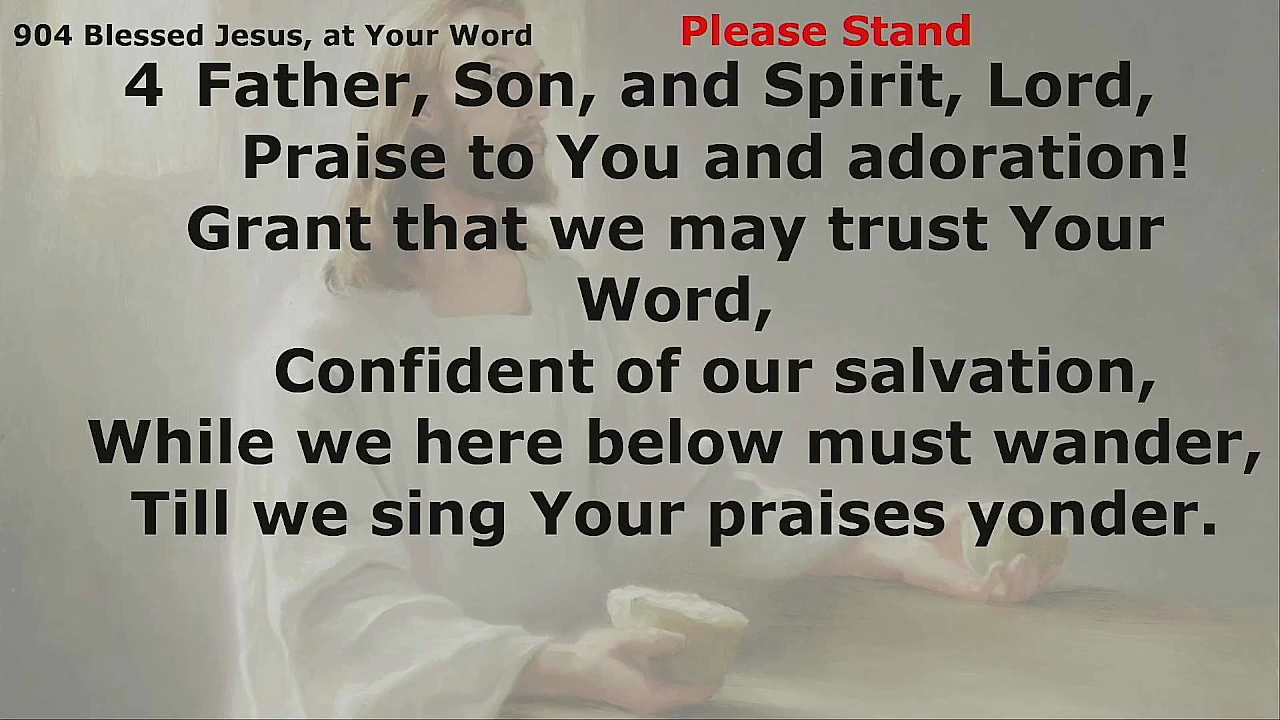 904 Blessed Jesus, at Your Word Please Stand
4 Father, Son, and Spirit, Lord,
Praise to You and adoration!
Grant that we may trust Your
Word,
Confident of our salvation,
While we here below must wander,
Till we sing Your praises yonder.